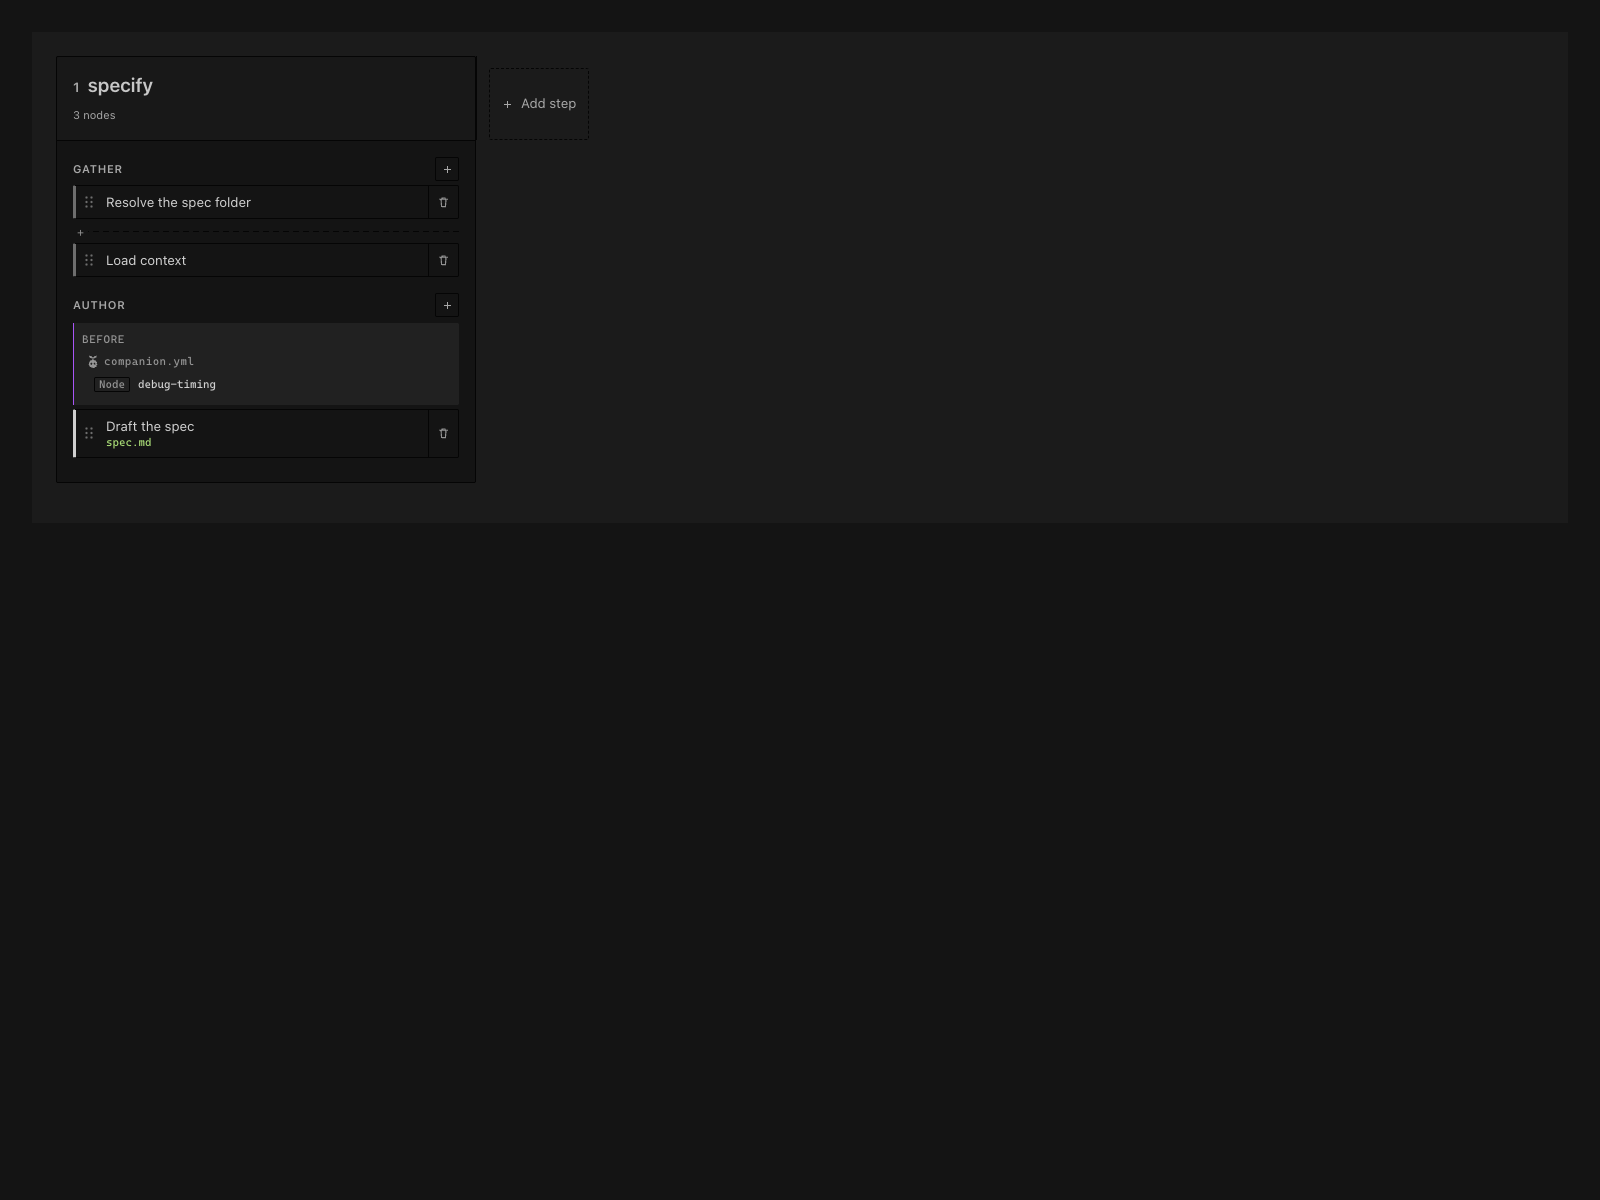 1 specify
+ Add step
3 nodes
GATHER +
Resolve the spec folder
+
Load context
AUTHOR +
BEFORE
companion.yml
Node debug-timing
Draft the spec
spec.md